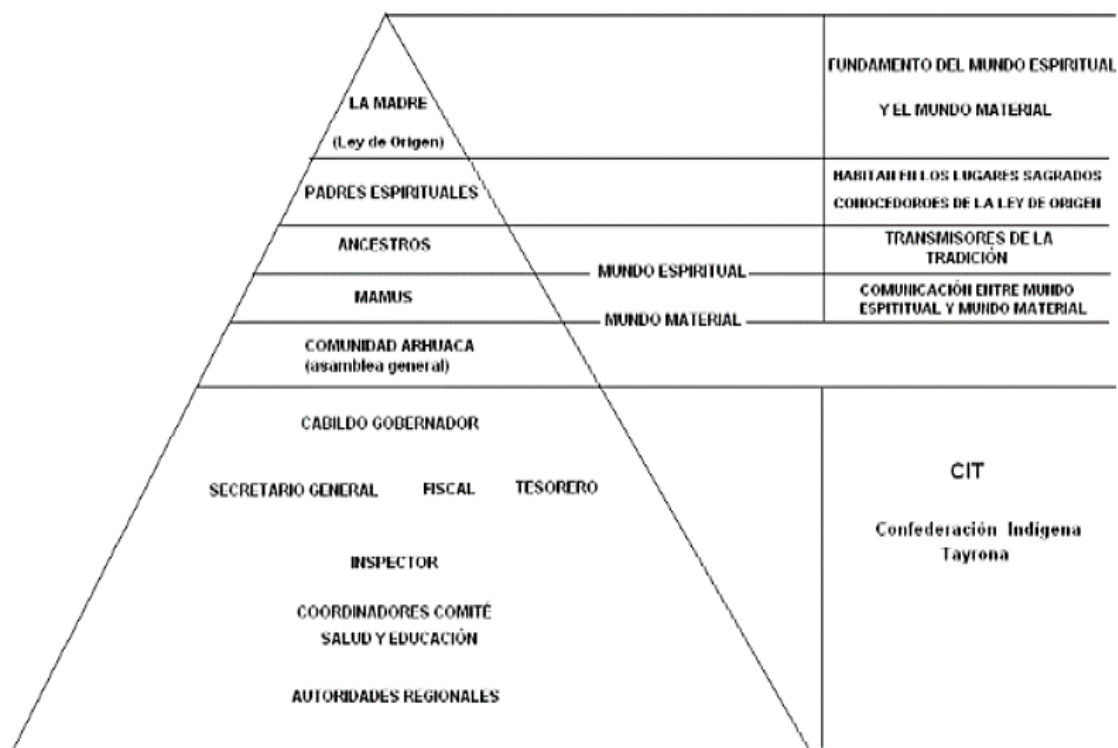 FUNDAMENTO DEL MUNDO ESPIRITUAL
Y EL MUNDO MATERIAL
LA MADRE
(Ley de Origen)
HABITAN EN LOS LUGARES SAGRADOS
CONOCEDOROES DE LA LEY DE ORIGEN
PADRES ESPIRITUALES
ANCESTROS
TRANSMISORES DE LA
TRADICIÓN
MUNDO ESPIRITUAL
MAMUS
COMUNICACIÓN ENTRE MUNDO
ESPITITUAL Y MUNDO MATERIAL
MUNDO MATERIAL
COMUNIDAD ARHUACA
(asamblea general)
CABILDO GOBERNADOR
SECRETARIO GENERAL FISCAL TESORERO
INSPECTOR
COORDINADORES COMITÉ
SALUD Y EDUCACIÓN
AUTORIDADES REGIONALES
CIT
Confederación Indígena
Tayrona